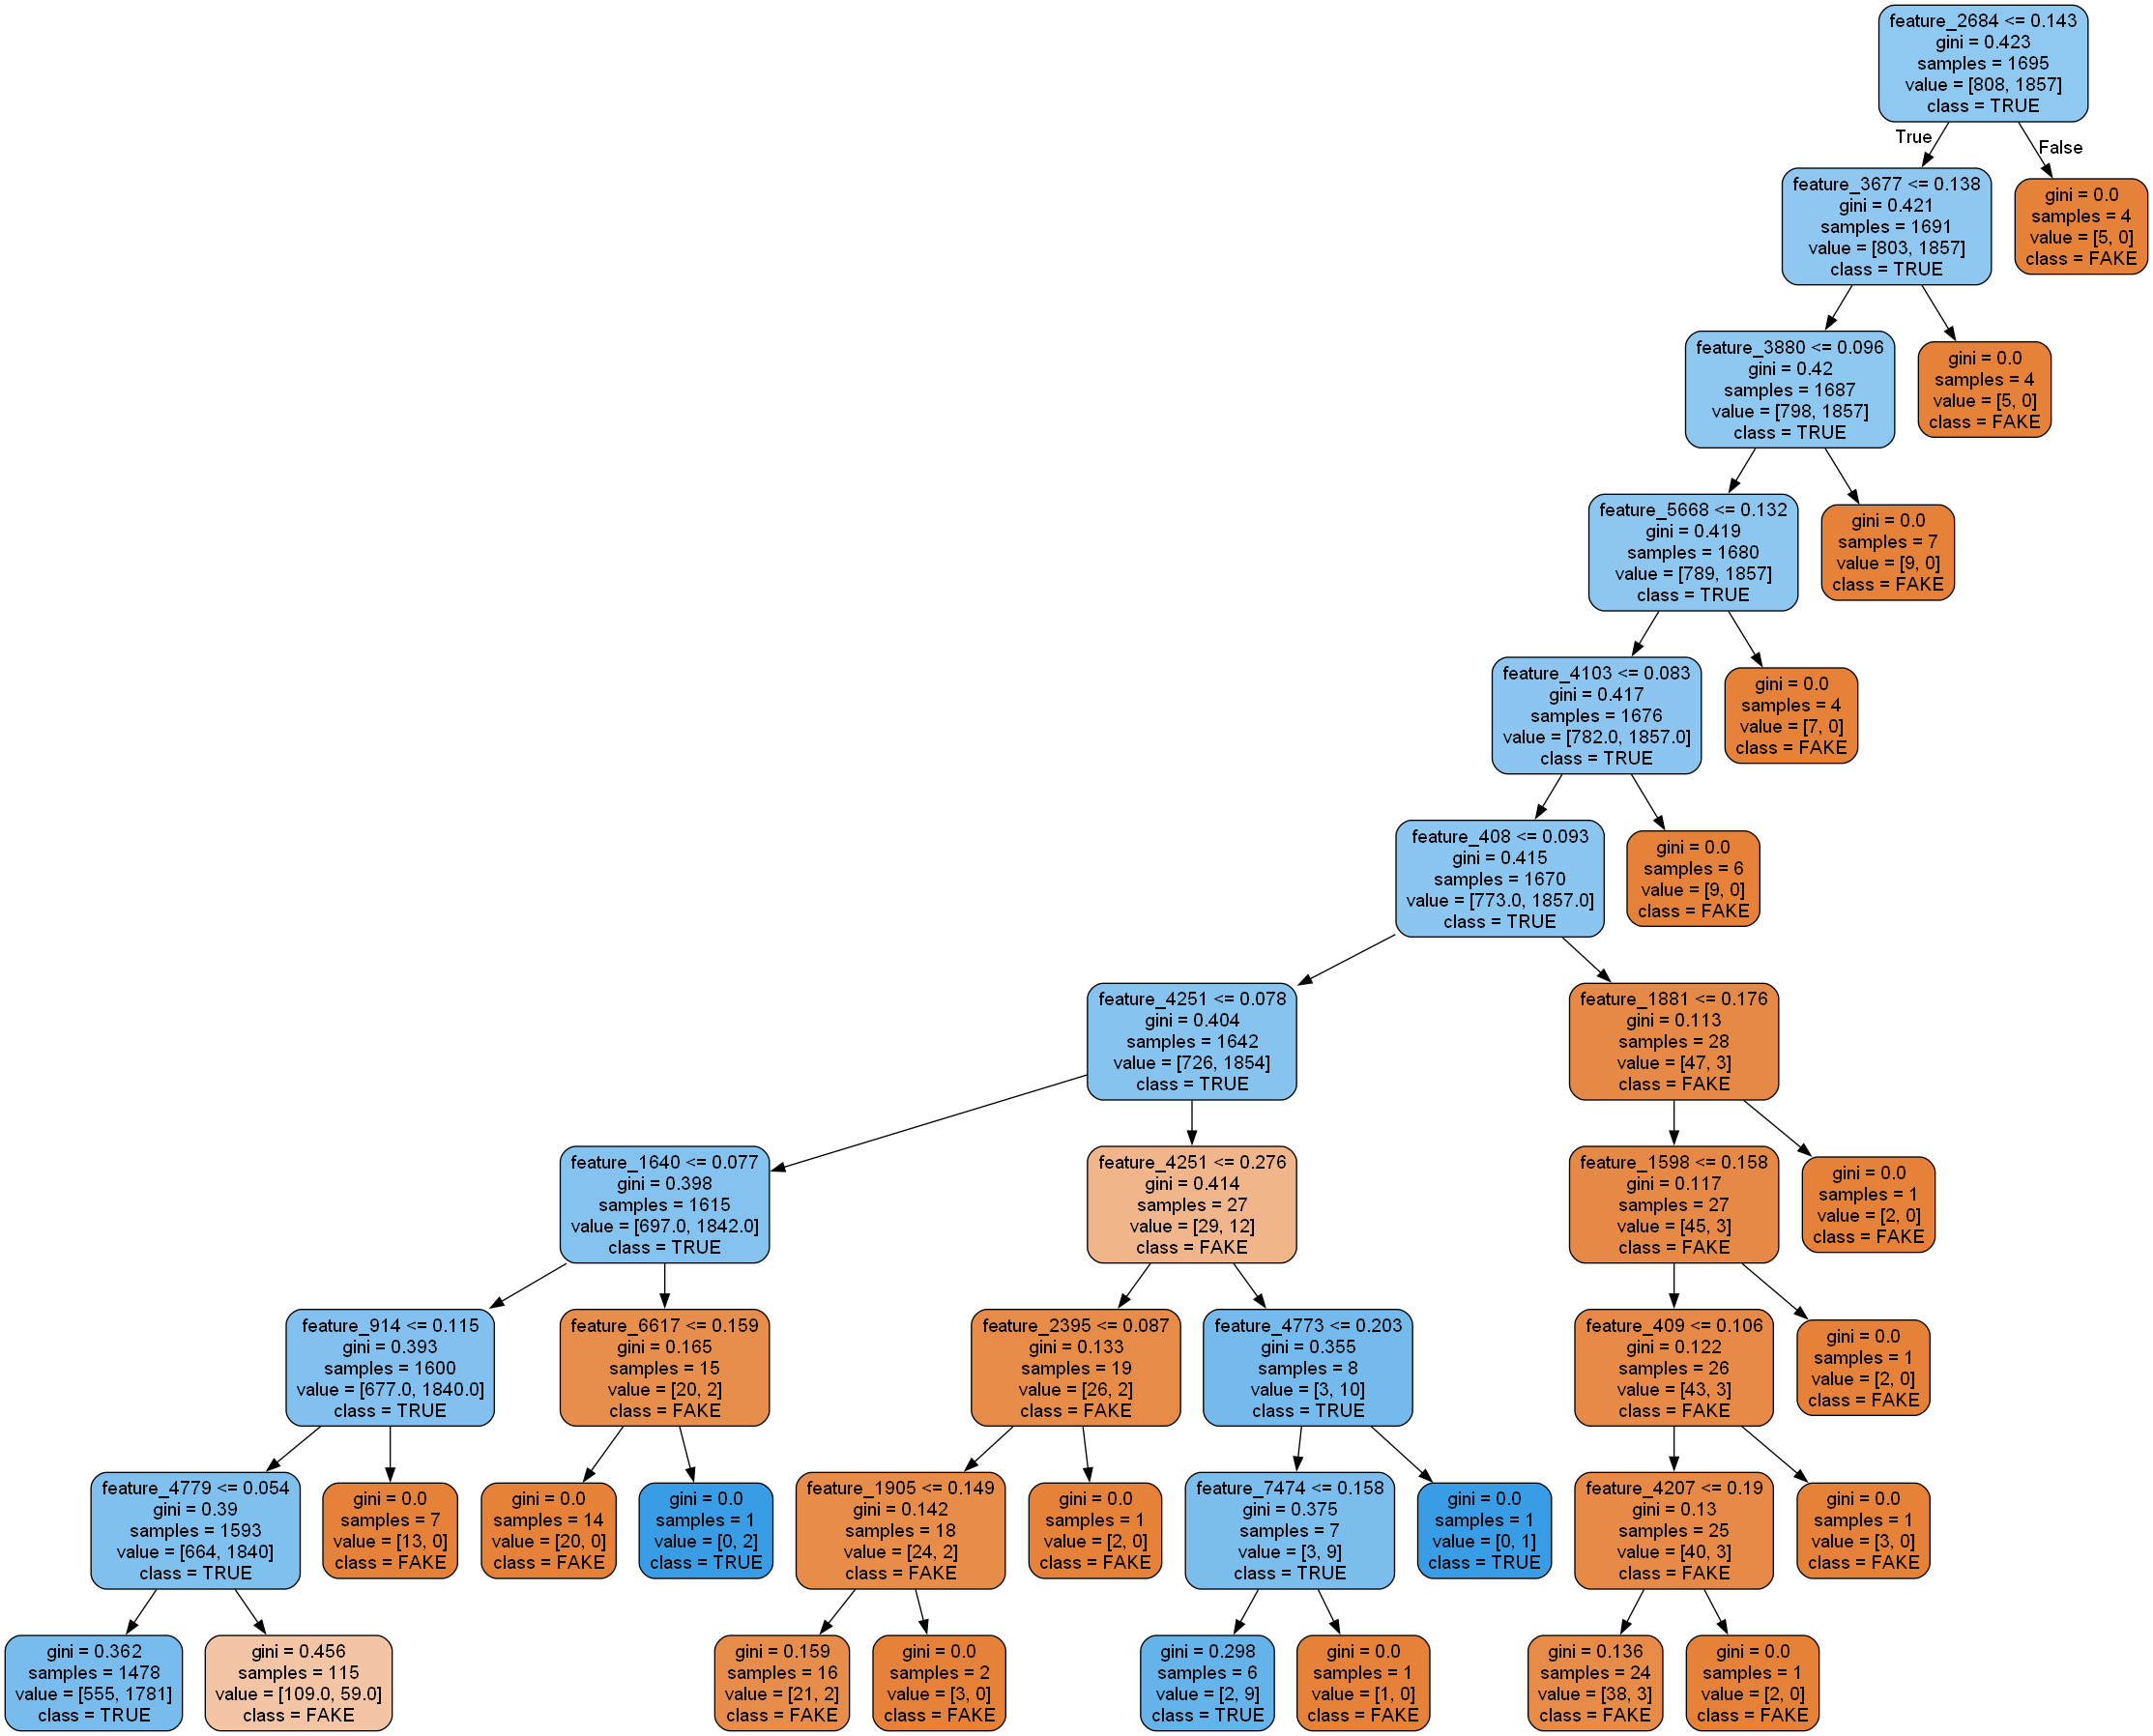 feature_2684 <= 0.143
gini = 0.423
samples = 1695
value = [808, 1857]
class = TRUE
True
False
feature_3677 <= 0.138
gini = 0.421
samples = 1691
value = [803, 1857]
class = TRUE
gini = 0.0
samples = 4
value = [5, 0]
class = FAKE
feature_3880 <= 0.096
gini = 0.42
samples = 1687
value = [798, 1857]
class = TRUE
gini = 0.0
samples = 4
value = [5, 0]
class = FAKE
feature_5668 <= 0.132
gini = 0.419
samples = 1680
value = [789, 1857]
class = TRUE
gini = 0.0
samples = 7
value = [9, 0]
class = FAKE
feature_4103 <= 0.083
gini = 0.417
samples = 1676
value = [782.0, 1857.0]
class = TRUE
gini = 0.0
samples = 4
value = [7, 0]
class = FAKE
feature_408 <= 0.093
gini = 0.415
samples = 1670
value = [773.0, 1857.0]
class = TRUE
gini = 0.0
samples = 6
value = [9, 0]
class = FAKE
feature_4251 <= 0.078
gini = 0.404
samples = 1642
value = [726, 1854]
class = TRUE
feature_1881 <= 0.176
gini = 0.113
samples = 28
value = [47, 3]
class = FAKE
feature_1640 <= 0.077
gini = 0.398
samples = 1615
value = [697.0, 1842.0]
class = TRUE
feature_4251 <= 0.276
gini = 0.414
samples = 27
value = [29, 12]
class = FAKE
feature_1598 <= 0.158
gini = 0.117
samples = 27
value = [45, 3]
class = FAKE
gini = 0.0
samples = 1
value = [2, 0]
class = FAKE
feature_914 <= 0.115
gini = 0.393
samples = 1600
value = [677.0, 1840.0]
class = TRUE
feature_6617 <= 0.159
gini = 0.165
samples = 15
value = [20, 2]
class = FAKE
feature_2395 <= 0.087
gini = 0.133
samples = 19
value = [26, 2]
class = FAKE
feature_4773 <= 0.203
gini = 0.355
samples = 8
value = [3, 10]
class = TRUE
feature_409 <= 0.106
gini = 0.122
samples = 26
value = [43, 3]
class = FAKE
gini = 0.0
samples = 1
value = [2, 0]
class = FAKE
feature_4779 <= 0.054
gini = 0.39
samples = 1593
value = [664, 1840]
class = TRUE
gini = 0.0
samples = 7
value = [13, 0]
class = FAKE
gini = 0.0
samples = 14
value = [20, 0]
class = FAKE
gini = 0.0
samples = 1
value = [0, 2]
class = TRUE
feature_1905 <= 0.149
gini = 0.142
samples = 18
value = [24, 2]
class = FAKE
gini = 0.0
samples = 1
value = [2, 0]
class = FAKE
feature_7474 <= 0.158
gini = 0.375
samples = 7
value = [3, 9]
class = TRUE
gini = 0.0
samples = 1
value = [0, 1]
class = TRUE
feature_4207 <= 0.19
gini = 0.13
samples = 25
value = [40, 3]
class = FAKE
gini = 0.0
samples = 1
value = [3, 0]
class = FAKE
gini = 0.362
samples = 1478
value = [555, 1781]
class = TRUE
gini = 0.456
samples = 115
value = [109.0, 59.0]
class = FAKE
gini = 0.159
samples = 16
value = [21, 2]
class = FAKE
gini = 0.0
samples = 2
value = [3, 0]
class = FAKE
gini = 0.298
samples = 6
value = [2, 9]
class = TRUE
gini = 0.0
samples = 1
value = [1, 0]
class = FAKE
gini = 0.136
samples = 24
value = [38, 3]
class = FAKE
gini = 0.0
samples = 1
value = [2, 0]
class = FAKE